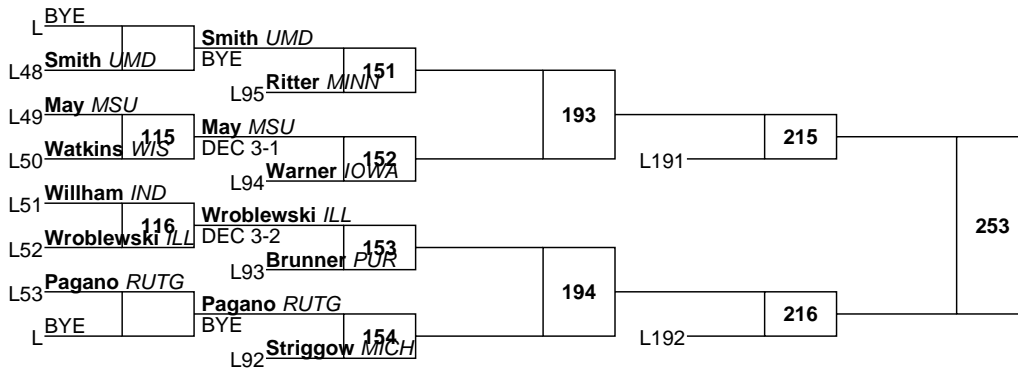 L BYE
L48 Smith UMD
Smith UMD
BYE
L95 Ritter MINN
151
L49 May MSU
L50 Watkins WIS
115
May MSU
DEC 3-1
L94 Warner IOWA
152
193
L51 Willham IND
L52 Wroblewski ILL
116
Wroblewski ILL
DEC 3-2
L93 Brunner PUR
153
L53 Pagano RUTG
L BYE
Pagano RUTG
BYE
L92 Striggow MICH
154
194
L191
215
L192
216
253